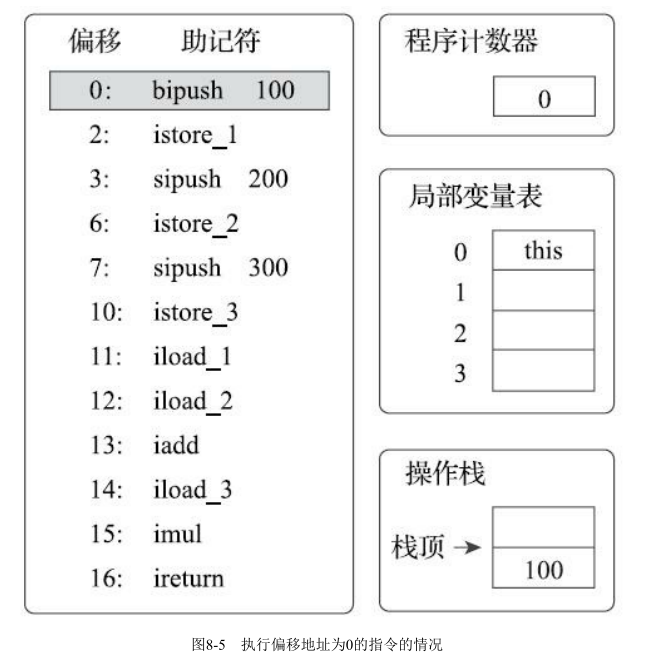 偏移 助记符
0: bipush 100
2: istore_1
3: sipush 200
6: istore_2
7: sipush 300
10: istore_3
11: iload_1
12: iload_2
13: iadd
14: iload_3
15: imul
16: ireturn
程序计数器
0
局部变量表
0 this
1
2
3
操作栈
栈顶
100
图8-5 执行偏移地址为0的指令的情况